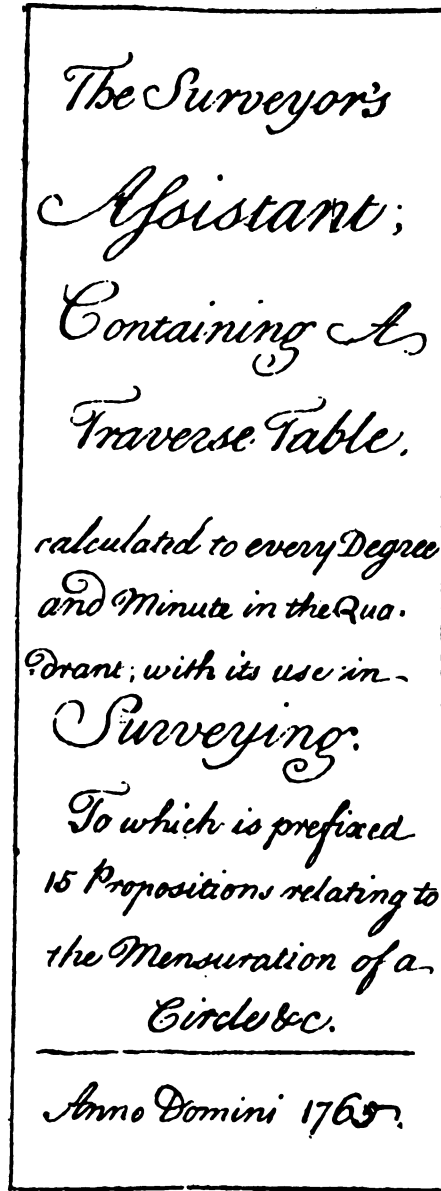 The Surveyor's
Aſsistant;
Containing A
Traverse Table.
calculated to every Degree
and Minute in the Qua-
drant; with its use in
Surveying.
To which is prefixed
15 Propositions relating to
the Mensuration of a
Circle &c.
Anno Domini 1765.